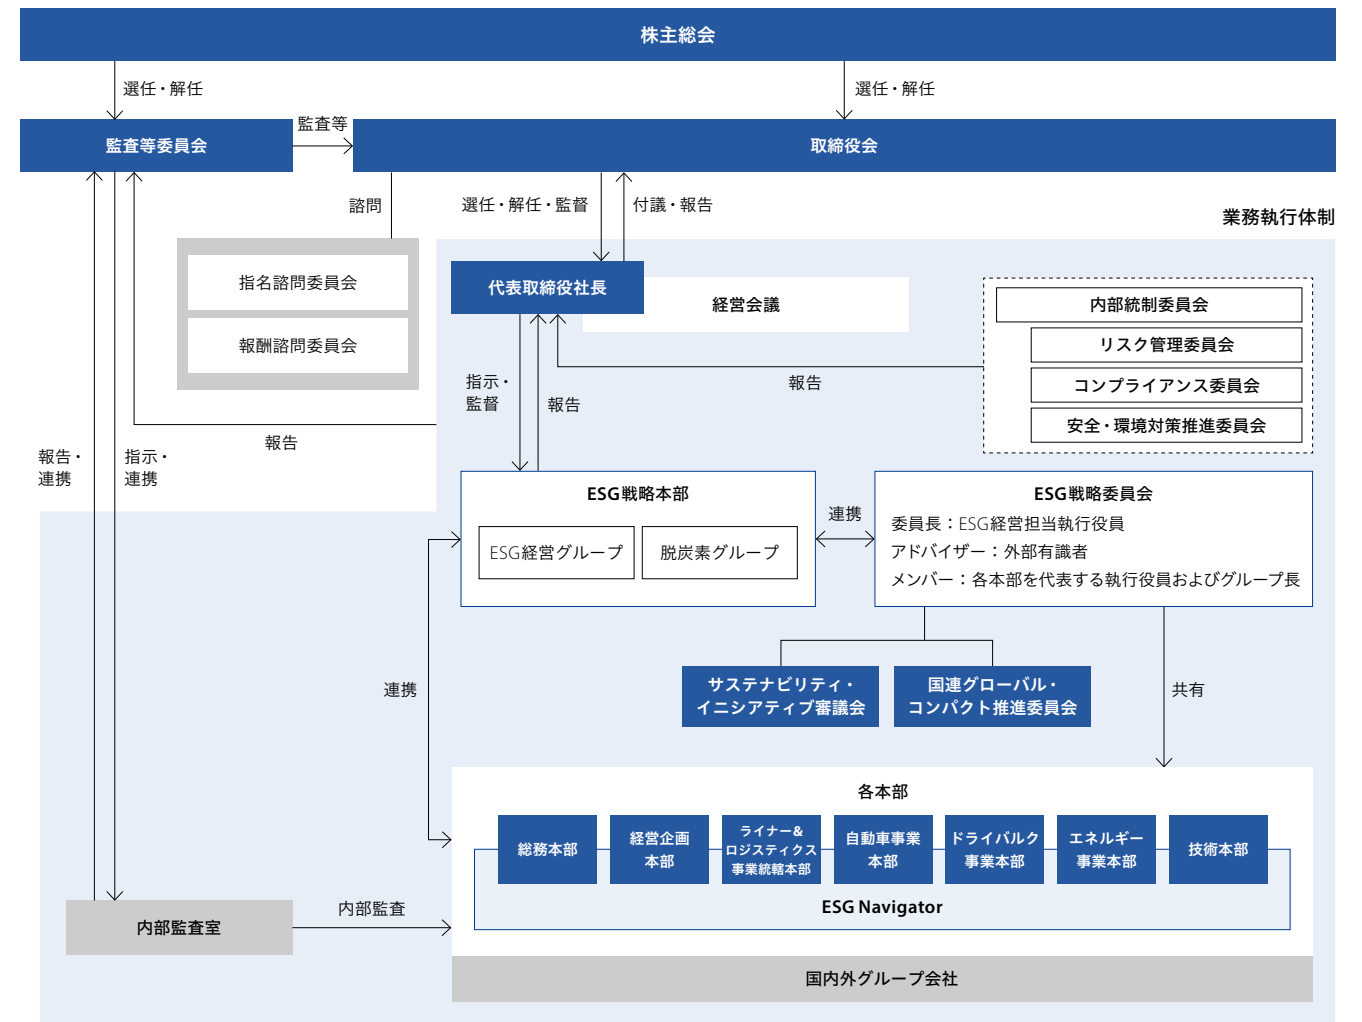 株主総会
選任・解任
選任・解任
監査等委員会
監査等
取締役会
諮問
選任・解任・監督
付議・報告
業務執行体制
指名諮問委員会
報酬諮問委員会
代表取締役社長
経営会議
内部統制委員会
リスク管理委員会
コンプライアンス委員会
安全・環境対策推進委員会
指示・
監督
報告
報告
報告
報告・
連携
指示・
連携
ESG戦略本部
ESG経営グループ
脱炭素グループ
連携
ESG戦略委員会
委員長：ESG経営担当執行役員
アドバイザー：外部有識者
メンバー：各本部を代表する執行役員およびグループ長
サステナビリティ・
イニシアティブ審議会
国連グローバル・
コンパクト推進委員会
連携
共有
各本部
総務本部
経営企画
本部
ライナー&
ロジスティクス
事業統轄本部
自動車事業
本部
ドライバルク
事業本部
エネルギー
事業本部
技術本部
ESG Navigator
内部監査室
内部監査
国内外グループ会社